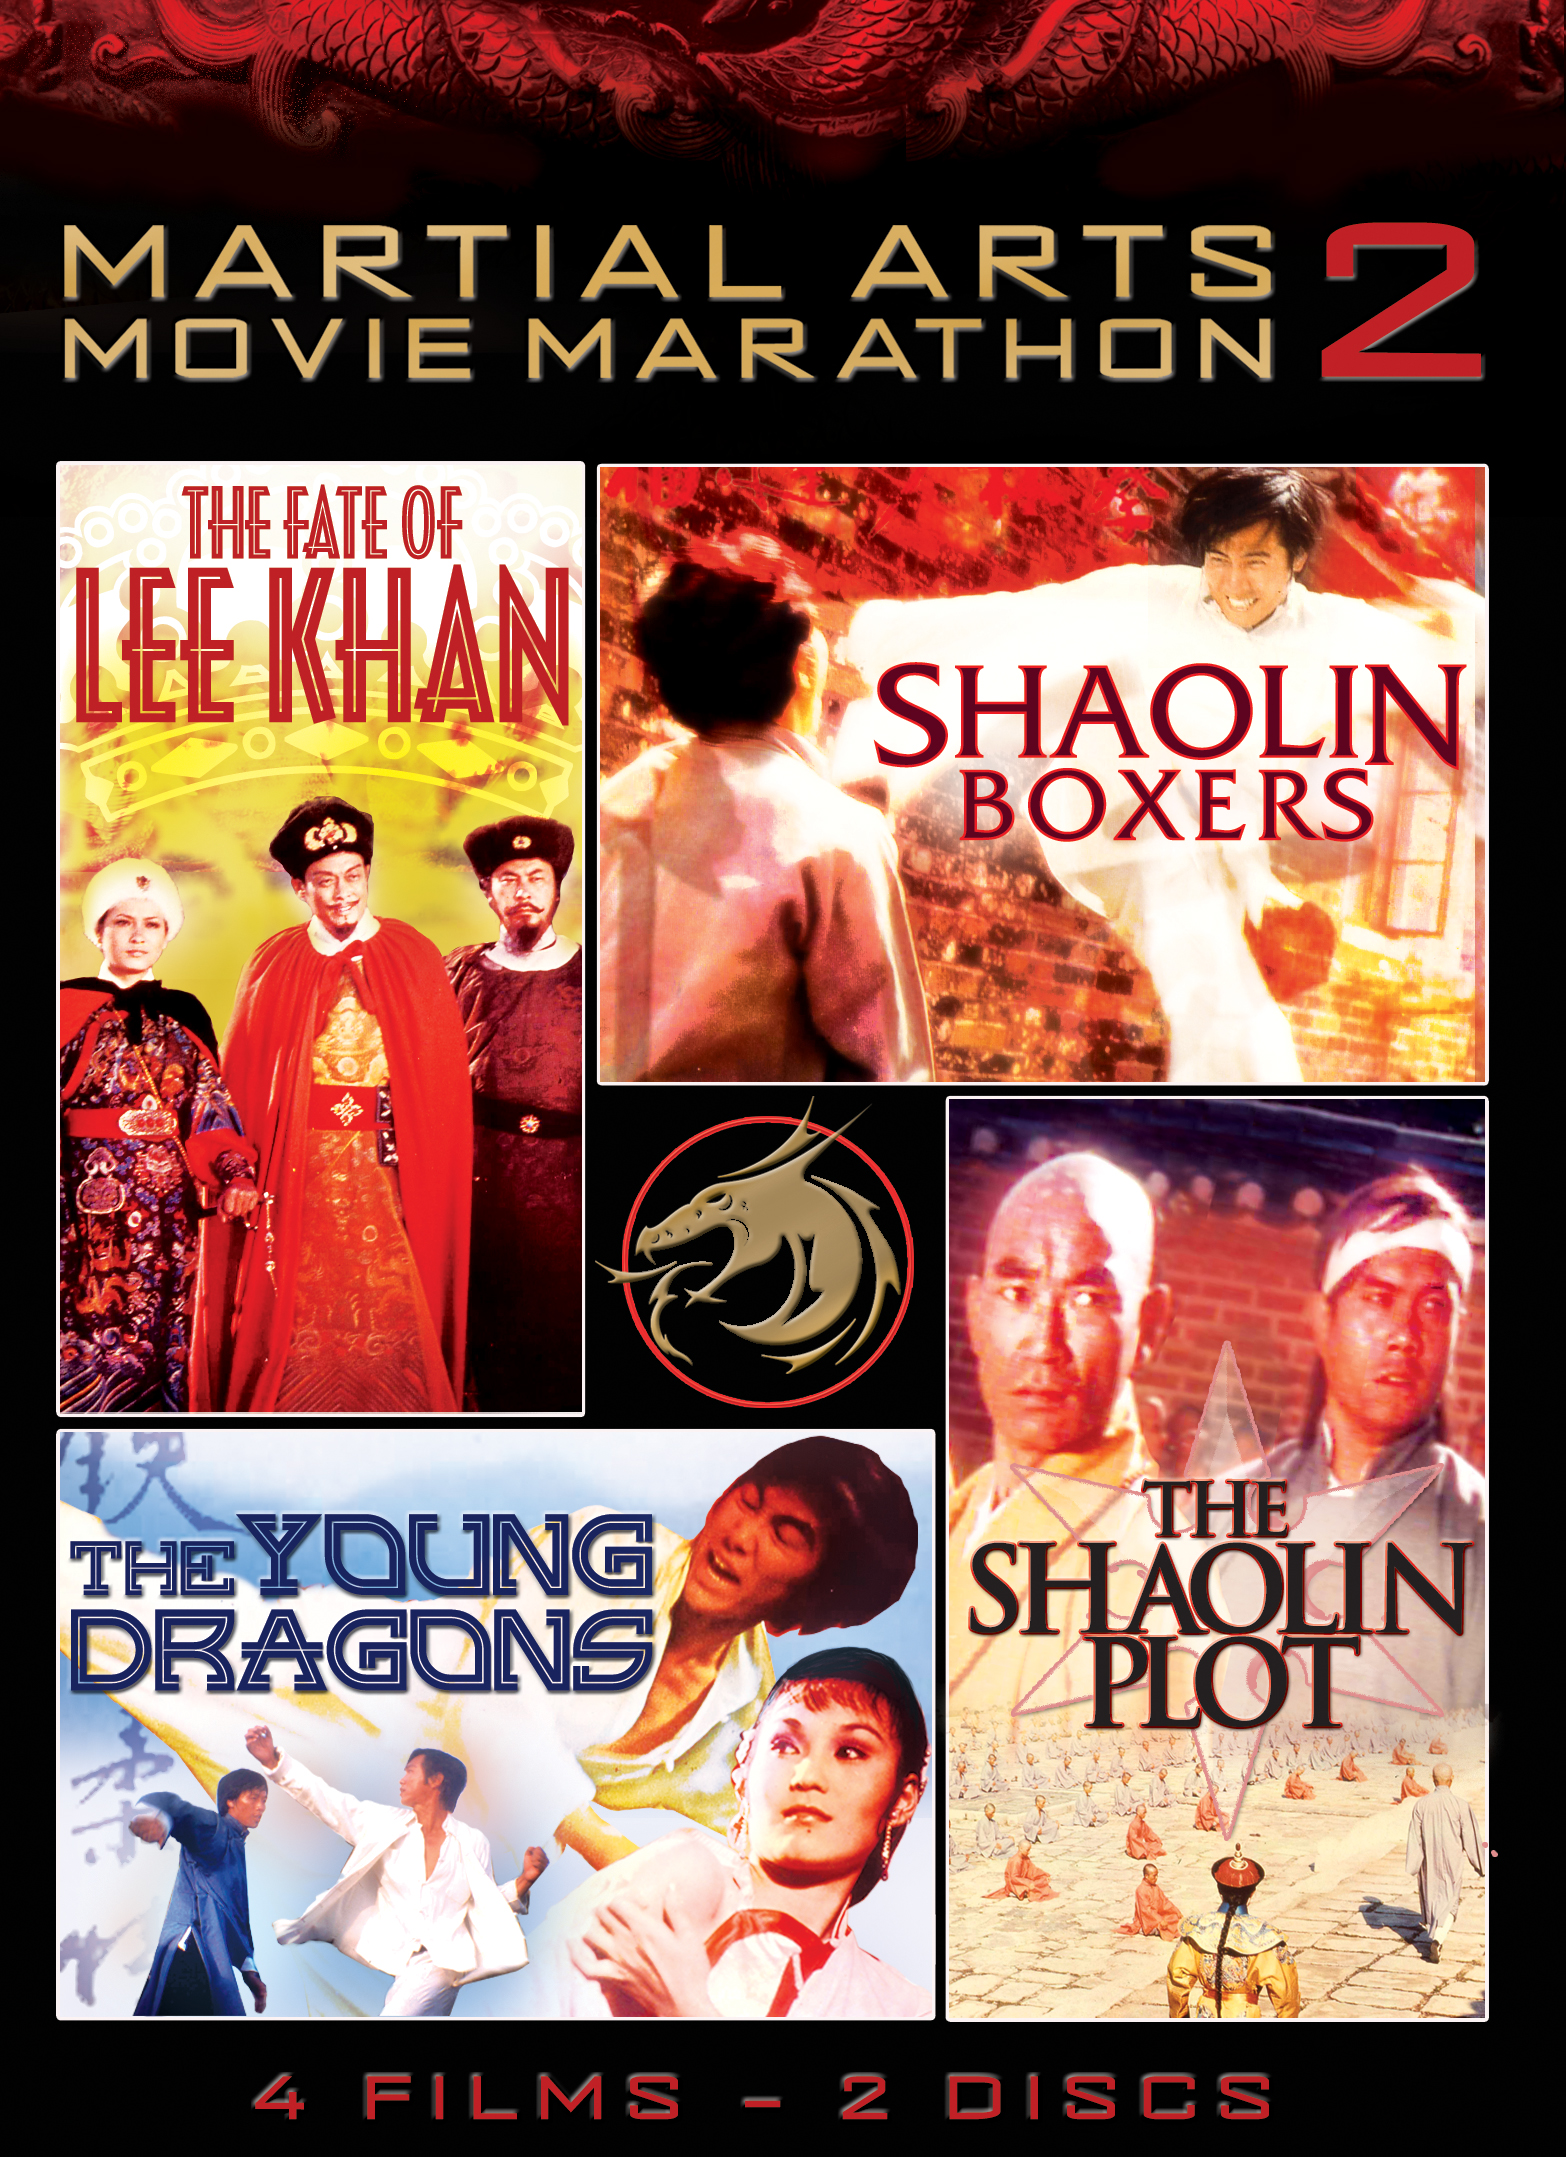 MARTIAL ARTS
MOVIE MARATHON 2
THE FATE OF
LEE KHAN
SHAOLIN
BOXERS
THE YOUNG
DRAGONS
THE
SHAOLIN
PLOT
4 FILMS - 2 DISCS